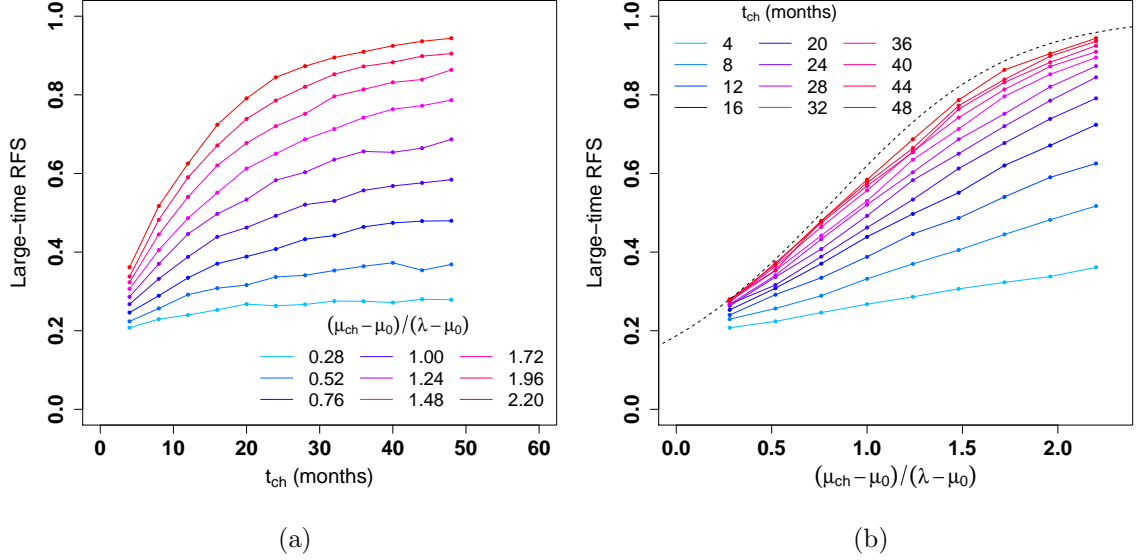 Large−time RFS
1.0
0.8
0.6
0.4
0.2
0.0
(μch−μ0)/(λ−μ0)
0.28 1.00 1.72
0.52 1.24 1.96
0.76 1.48 2.20
0 10 20 30 40 50 60
tch (months)
(a)
Large−time RFS
1.0
0.8
0.6
0.4
0.2
0.0
tch (months)
4 20 36
8 24 40
12 28 44
16 32 48
0.0 0.5 1.0 1.5 2.0
(μch−μ0)/(λ−μ0)
(b)